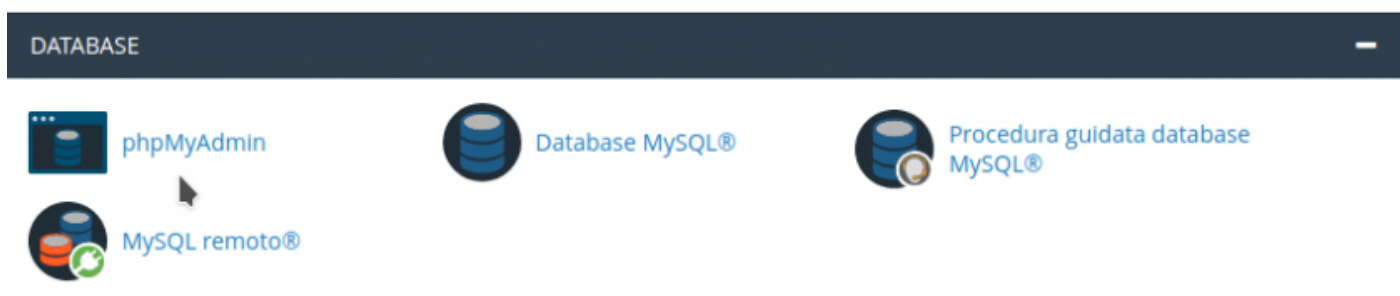 DATABASE
phpMyAdmin
Database MySQL®
Procedura guidata database
MySQL®
MySQL remoto®